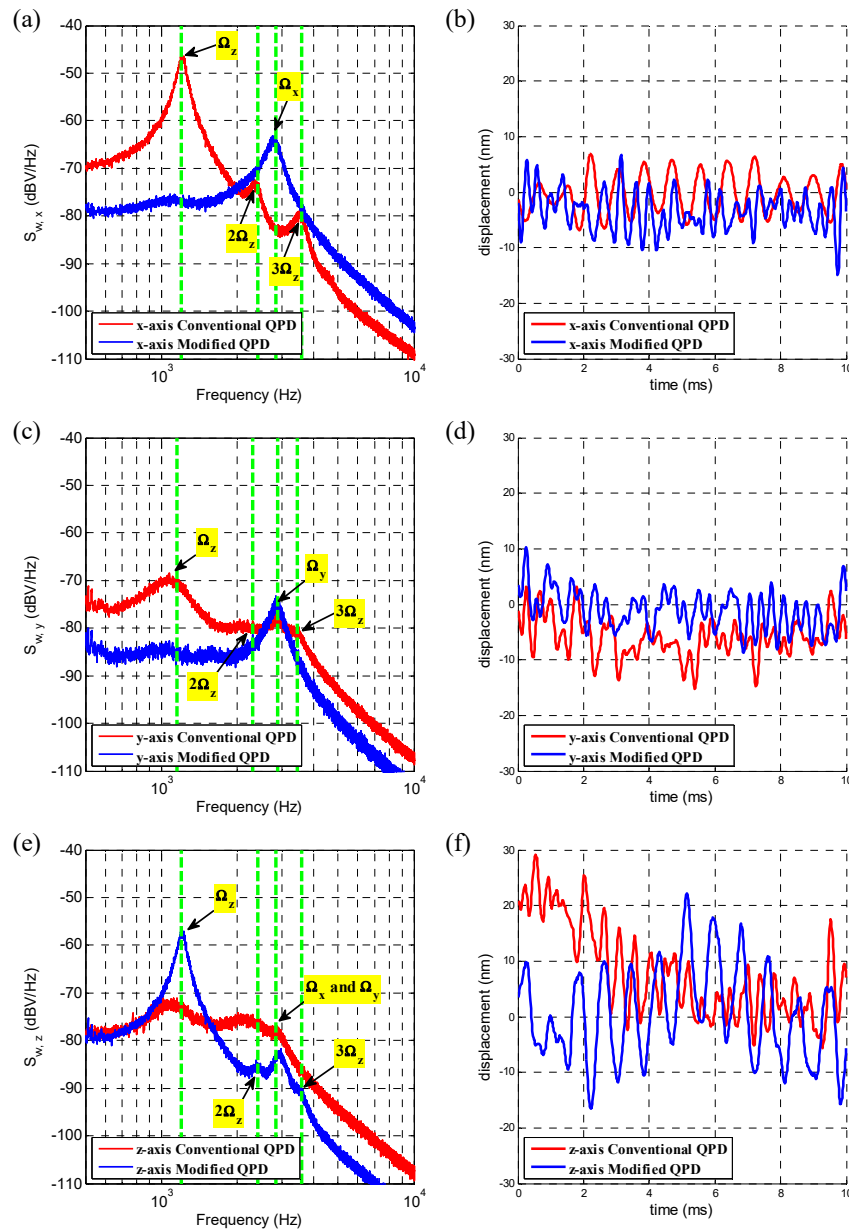 (a)
-40
-50
-60
-70
-80
-90
-100
-110
S_w, x (dBV/Hz)
Ω_z
Ω_x
2Ω_z
3Ω_z
x-axis Conventional QPD
x-axis Modified QPD
10^3
10^4
Frequency (Hz)
(b)
30
20
10
0
-10
-20
-30
displacement (nm)
x-axis Conventional QPD
x-axis Modified QPD
0 2 4 6 8 10
time (ms)
(c)
-40
-50
-60
-70
-80
-90
-100
-110
S_w, y (dBV/Hz)
Ω_z
Ω_y
3Ω_z
2Ω_z
y-axis Conventional QPD
y-axis Modified QPD
10^3
10^4
Frequency (Hz)
(d)
30
20
10
0
-10
-20
-30
displacement (nm)
y-axis Conventional QPD
y-axis Modified QPD
0 2 4 6 8 10
time (ms)
(e)
-40
-50
-60
-70
-80
-90
-100
-110
S_w, z (dBV/Hz)
Ω_z
Ω_x and Ω_y
3Ω_z
2Ω_z
z-axis Conventional QPD
z-axis Modified QPD
10^3
10^4
Frequency (Hz)
(f)
30
20
10
0
-10
-20
-30
displacement (nm)
z-axis Conventional QPD
z-axis Modified QPD
0 2 4 6 8 10
time (ms)